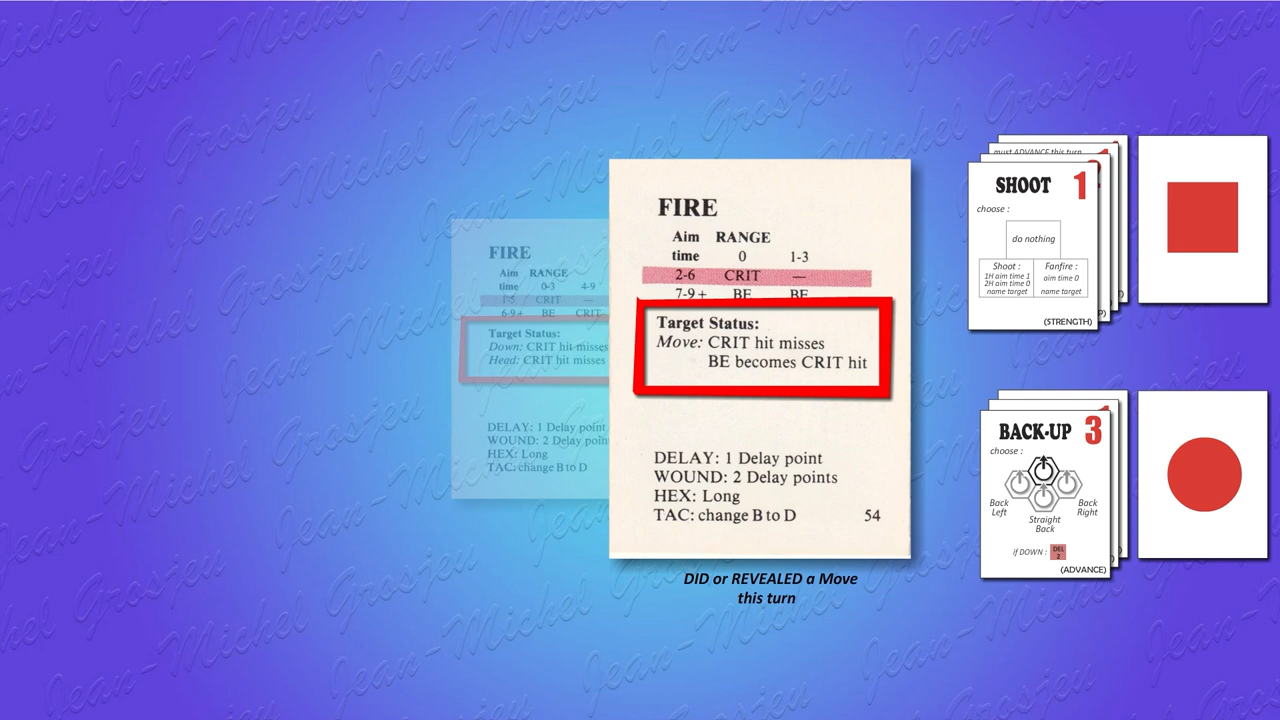 Jean-Michel Grosjeu
FIRE
Aim RANGE
time 0-3 4-9
1-5 CRIT —
6-9+ BE CRIT
Target Status:
Down: CRIT hit misses
Head: CRIT hit misses
DELAY: 1 Delay point
WOUND: 2 Delay poin
HEX: Long
TAC: change B to D
FIRE
Aim RANGE
time 0 1-3
2-6 CRIT —
7-9+ BE BE
Target Status:
Move: CRIT hit misses
BE becomes CRIT hit
DELAY: 1 Delay point
WOUND: 2 Delay points
HEX: Long
TAC: change B to D 54
DID or REVEALED a Move
this turn
must ADVANCE this turn
SHOOT 1
choose :
do nothing
Shoot : Fanfire :
1H aim time 1 aim time 0
2H aim time 0
name target name target
(STRENGTH)
BACK-UP 3
choose :
Back Back
Left Right
Straight
Back
if DOWN : DEL
2
(ADVANCE)